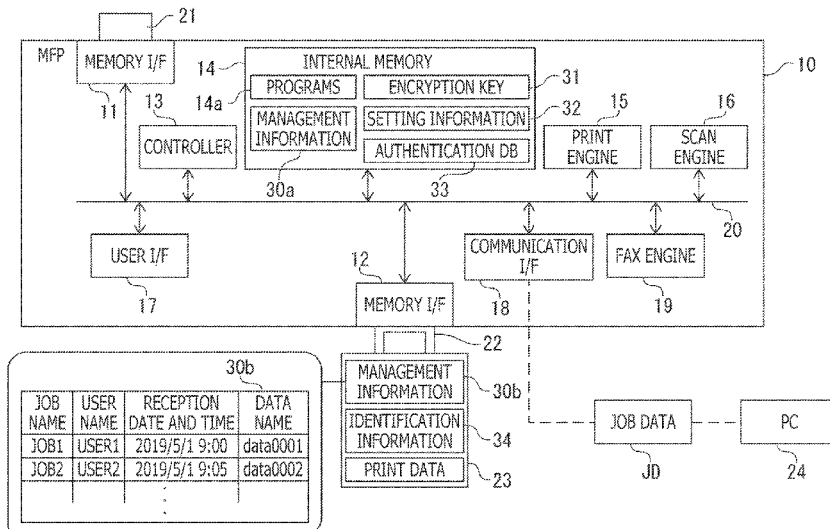 21
MFP
MEMORY I/F
11
14
INTERNAL MEMORY
PROGRAMS
14a
MANAGEMENT
INFORMATION
30a
ENCRYPTION KEY
31
SETTING INFORMATION
32
AUTHENTICATION DB
33
13
CONTROLLER
15
PRINT
ENGINE
16
SCAN
ENGINE
10
20
USER I/F
17
12
MEMORY I/F
COMMUNICATION
I/F
18
FAX ENGINE
19
22
MANAGEMENT
INFORMATION
30b
IDENTIFICATION
INFORMATION
34
PRINT DATA
23
JOB DATA
JD
PC
24
30b
JOB NAME USER NAME RECEPTION DATE AND TIME DATA NAME
JOB1 USER1 2019/5/1 9:00 data0001
JOB2 USER2 2019/5/1 9:05 data0002